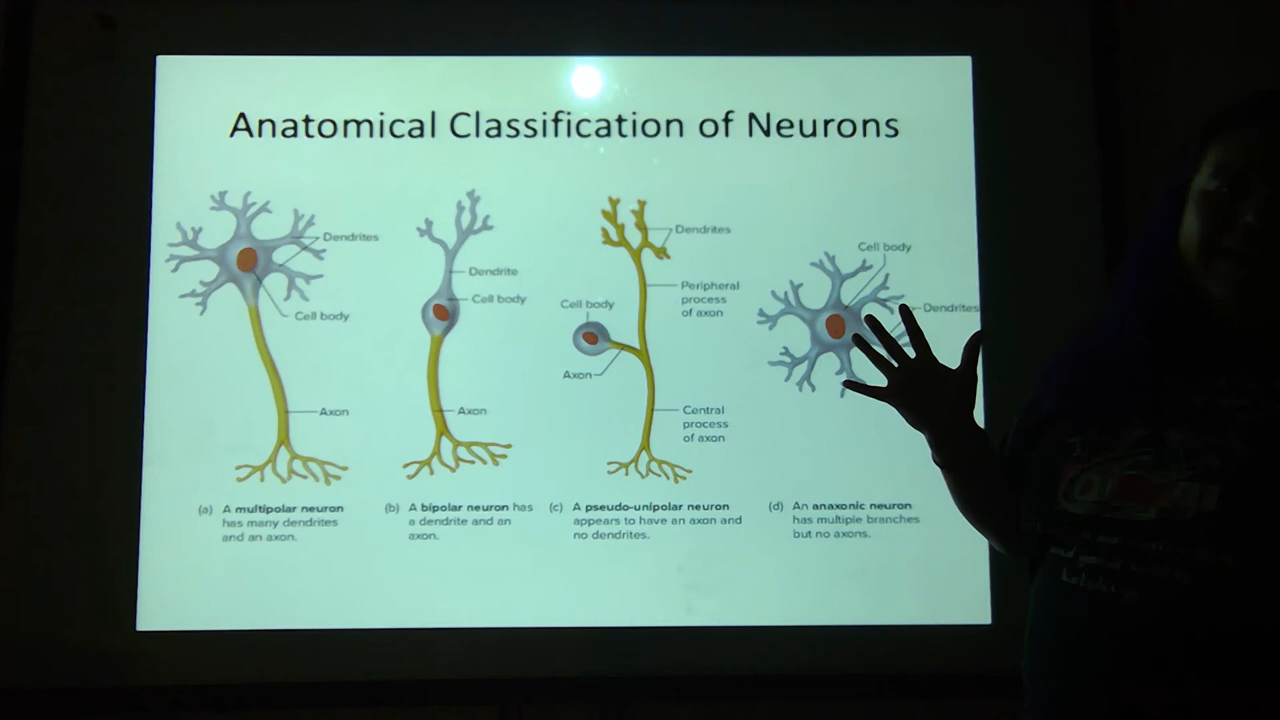 Anatomical Classification of Neurons
Dendrites
Cell body
Axon
(a) A multipolar neuron
has many dendrites
and an axon.
Dendrite
Cell body
Axon
(b) A bipolar neuron has
a dendrite and an
axon.
Dendrites
Peripheral
process
of axon
Cell body
Axon
Central
process
of axon
(c) A pseudo-unipolar neuron
appears to have an axon and
no dendrites.
Cell body
Dendrites
(d) An anaxonic neuron
has multiple branches
but no axons.